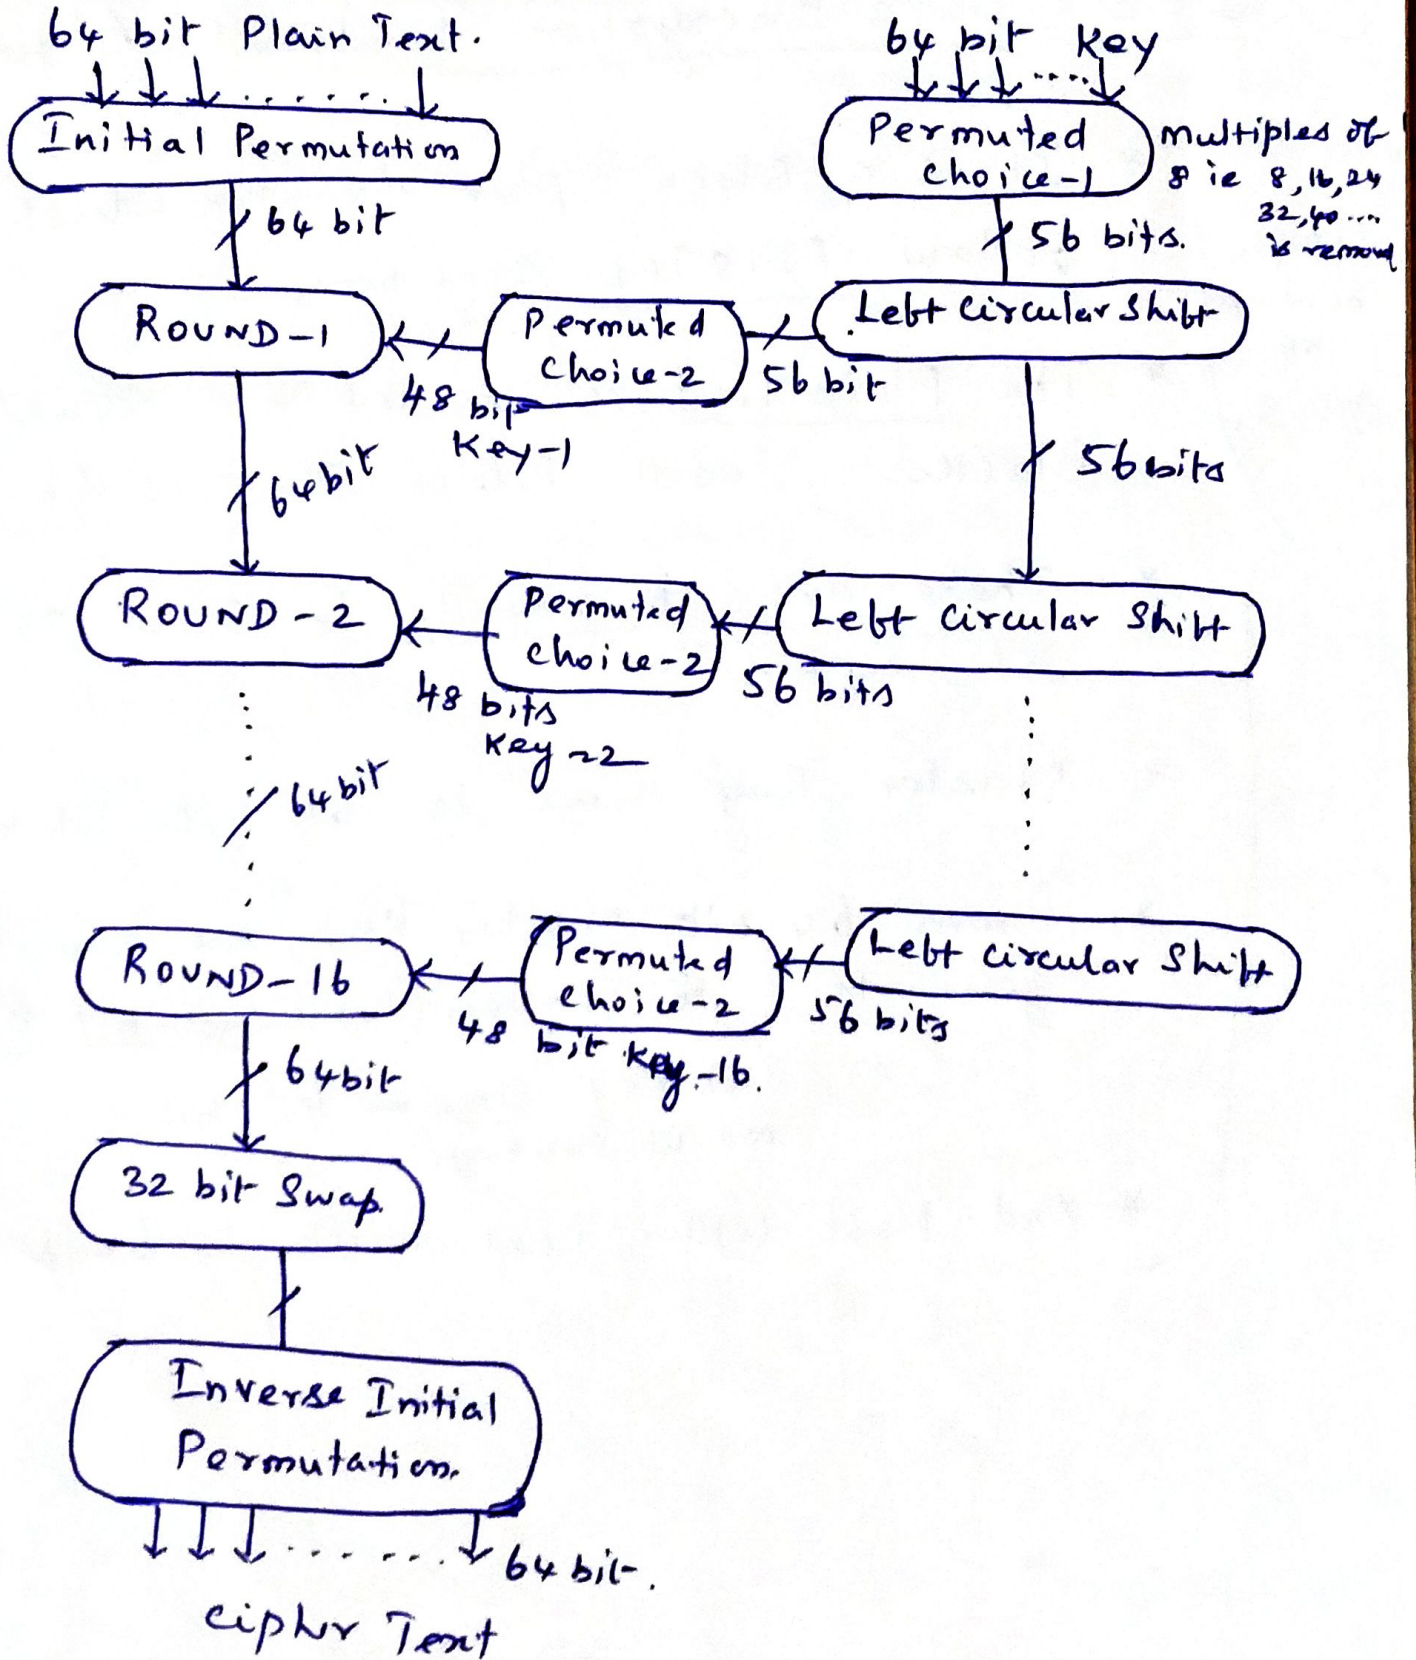 64 bit Plain Text.
64 bit Key
Initial Permutation
Permuted
choice-1
multiples of
8 ie 8,16,24
32,40....
is remoed
64 bit
56 bits.
ROUND-1
Permuted
Choice-2
Left Circular Shift
48 bit
Key-1
56 bit
64bit
56bits
ROUND - 2
Permuted
choice-2
Left Circular Shift
48 bits
Key-2
56 bits
64 bit
ROUND-16
Permuted
choice-2
Left circular Shift
48 bit Key-16.
56 bits
64bit
32 bit Swap.
Inverse Initial
Permutation.
64 bit.
Cipher Text